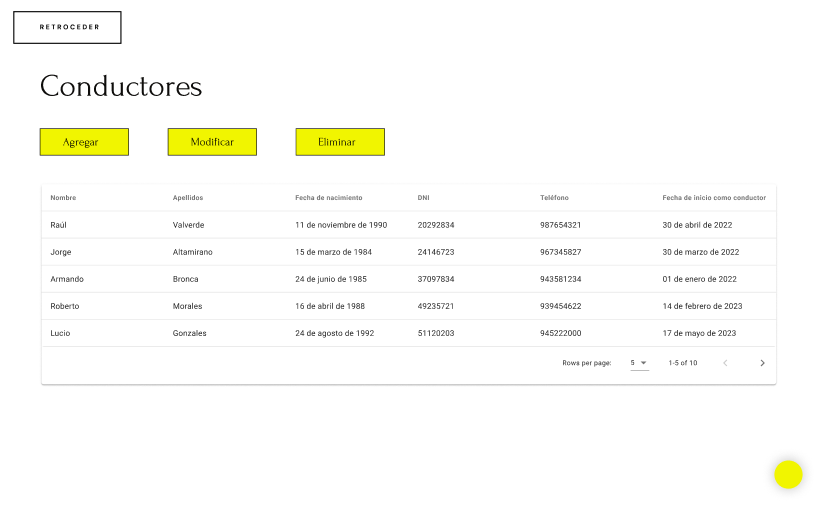 RETROCEDER
Conductores
Agregar Modificar Eliminar
Nombre Apellidos Fecha de nacimiento DNI Teléfono Fecha de inicio como conductor
Raúl Valverde 11 de noviembre de 1990 20292834 987654321 30 de abril de 2022
Jorge Altamirano 15 de marzo de 1984 24146723 967345827 30 de marzo de 2022
Armando Bronca 24 de junio de 1985 37097834 943581234 01 de enero de 2022
Roberto Morales 16 de abril de 1988 49235721 939454622 14 de febrero de 2023
Lucio Gonzales 24 de agosto de 1992 51120203 945222000 17 de mayo de 2023
Rows per page: 5 1-5 of 10